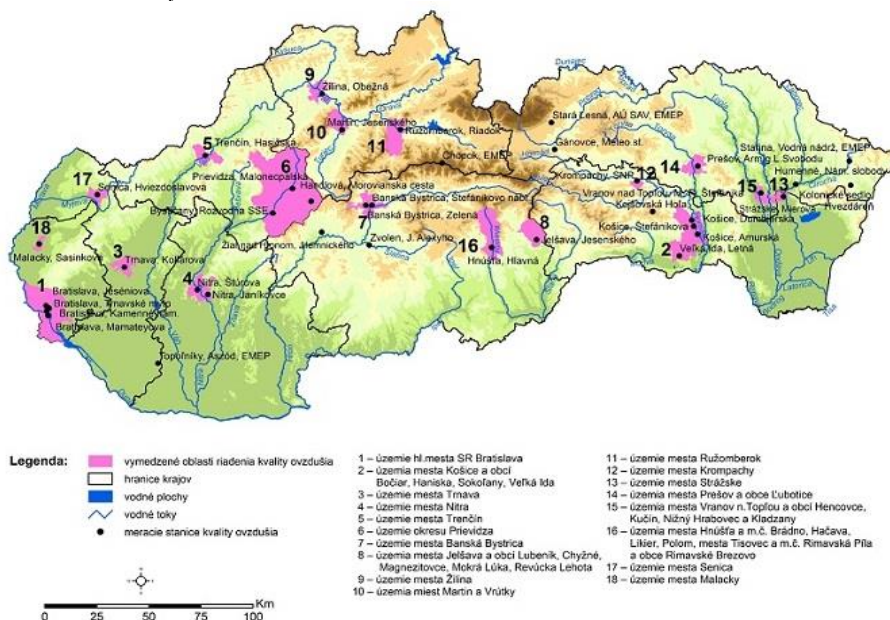 9
Žilina, Obežná
10
Martin, Jesenského
Ružomberok, Riadok
11
Stará Lesná, AÚ SAV, EMEP
Gánovce, Meteo.st.
5
Trenčín, Hasičská
Prievidza, Malonecpalská
6
Chopok, EMEP
Krompachy, SNP
12
14
Prešov, Arm.g.L.Svobodu
Starina, Vodná nádrž, EMEP
Humenné, Nám. slobody
17
Senica, Hviezdoslavova
Handlová, Morovianska cesta
Banská Bystrica, Štefánikovo nábr.
Vranov nad Topľou, M.R. Štefánika
15
13
Kolonické sedlo
Hvezdáreň
Bystričany, Rozvodňa SSE
7
Banská Bystrica, Zelená
Kojšovská Hoľa
Strážske, Mierová
18
Malacky, Sasinkova
Žiar nad Hronom, Jilemnického
Zvolen, J. Alexyho
8
Jelšava, Jesenského
Košice, Štefánikova
Košice, Ďumbierska
Košice, Amurská
3
Trnava, Kollárova
16
Hnúšťa, Hlavná
2
Veľká Ida, Letná
1
Bratislava, Jeséniova
Bratislava, Trnavské mýto
Bratislava, Kamenné nám.
Bratislava, Mamateyova
4
Nitra, Štúrova
Nitra, Janíkovce
Topoľníky, Aszód, EMEP
Legenda:
vymedzené oblasti riadenia kvality ovzdušia
hranice krajov
vodné plochy
vodné toky
meracie stanice kvality ovzdušia
0 25 50 75 100
Km
1 – územie hl.mesta SR Bratislava
2 – územia mesta Košice a obcí
Bočiar, Haniska, Sokoľany, Veľká Ida
3 – územie mesta Trnava
4 – územie mesta Nitra
5 – územie mesta Trenčín
6 – územie okresu Prievidza
7 – územie mesta Banská Bystrica
8 – územia mesta Jelšava a obcí Lubeník, Chyžné,
Magnezitovce, Mokrá Lúka, Revúcka Lehota
9 – územie mesta Žilina
10 – územia miest Martin a Vrútky
11 – územie mesta Ružomberok
12 – územie mesta Krompachy
13 – územie mesta Strážske
14 – územia mesta Prešov a obce Ľubotice
15 – územia mesta Vranov n.Topľou a obcí Hencovce,
Kučín, Nižný Hrabovec a Kladzany
16 – územia mesta Hnúšťa a m.č. Brádno, Hačava,
Likier, Polom, mesta Tisovec a m.č. Rimavská Píla
a obce Rimavské Brezovo
17 – územie mesta Senica
18 – územie mesta Malacky